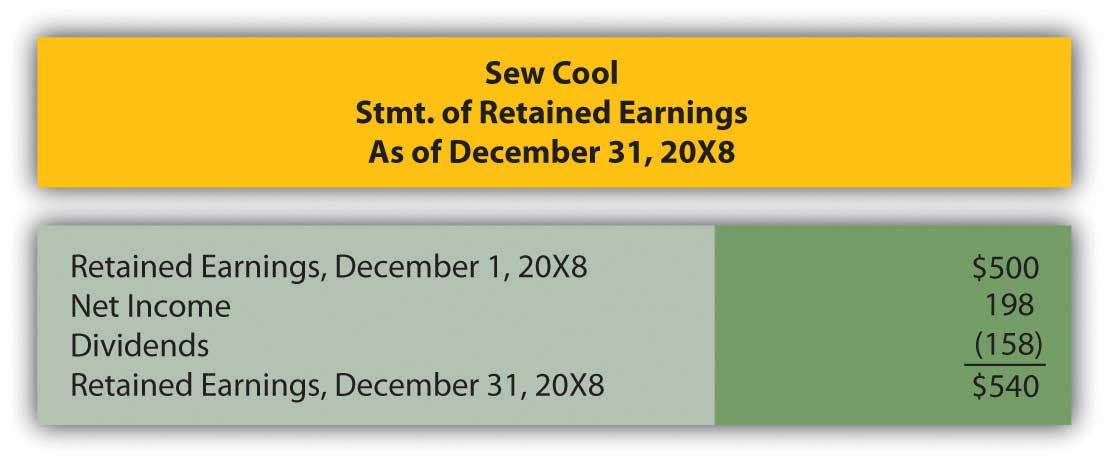 Sew Cool
Stmt. of Retained Earnings
As of December 31, 20X8
Retained Earnings, December 1, 20X8 $500
Net Income 198
Dividends (158)
Retained Earnings, December 31, 20X8 $540